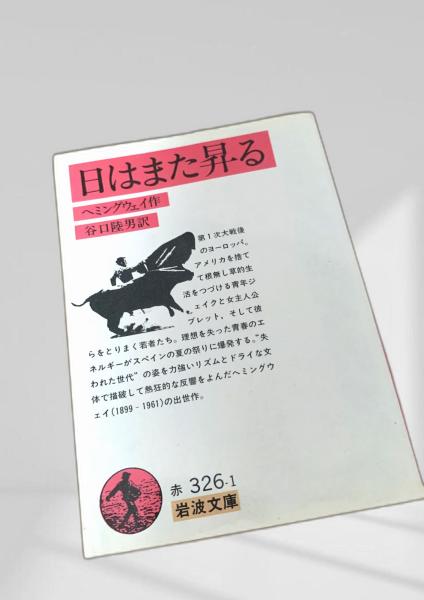 日はまた昇る
ヘミングウェイ作
谷口陸男訳
第1次大戦後
のヨーロッパ。
アメリカを捨て
て根無し草的生
活をつづける青年ジ
ェイクと女主人公
ブレット、そして彼
らをとりまく若者たち。理想を失った青春のエ
ネルギーがスペインの夏の祭りに爆発する。“失
われた世代”の姿を力強いリズムとドライな文
体で描破して熱狂的な反響をよんだヘミングウ
ェイ(1899‐1961)の出世作。
赤 326-1
岩波文庫